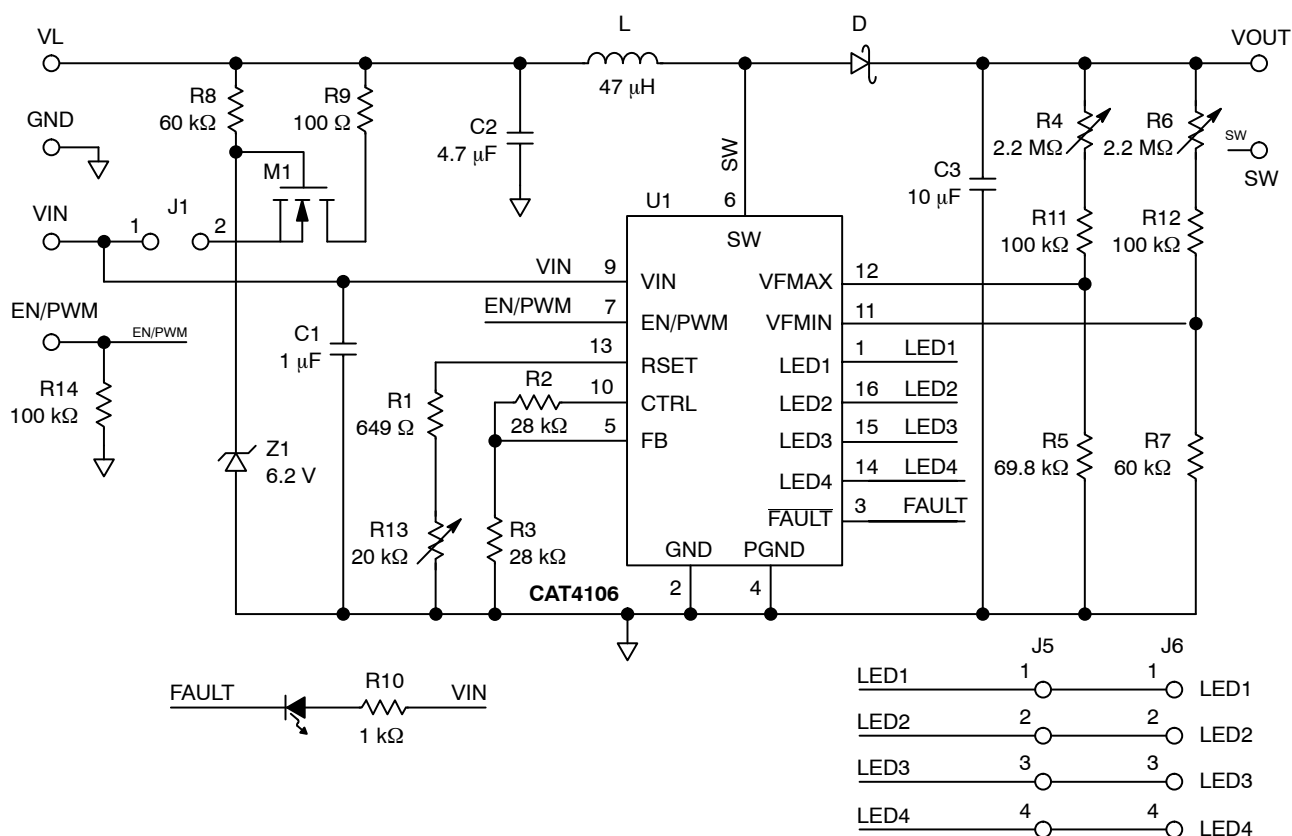 VL
L
D
VOUT
47 μH
R8
60 kΩ
R9
100 Ω
GND
C2
4.7 μF
SW
R4
2.2 MΩ
R6
2.2 MΩ
SW
SW
M1
C3
10 μF
VIN
J1
1
2
U1
6
SW
R11
100 kΩ
R12
100 kΩ
VIN
9
VIN
VFMAX
12
EN/PWM
EN/PWM
7
EN/PWM
VFMIN
11
EN/PWM
C1
1 μF
13
RSET
LED1
1
LED1
R14
100 kΩ
R1
649 Ω
R2
28 kΩ
10
CTRL
LED2
16
LED2
5
FB
LED3
15
LED3
Z1
6.2 V
LED4
14
LED4
R5
69.8 kΩ
R7
60 kΩ
FAULT
3
FAULT
R13
20 kΩ
R3
28 kΩ
GND
PGND
2
4
CAT4106
J5
J6
FAULT
R10
1 kΩ
VIN
LED1
1
1
LED1
LED2
2
2
LED2
LED3
3
3
LED3
LED4
4
4
LED4